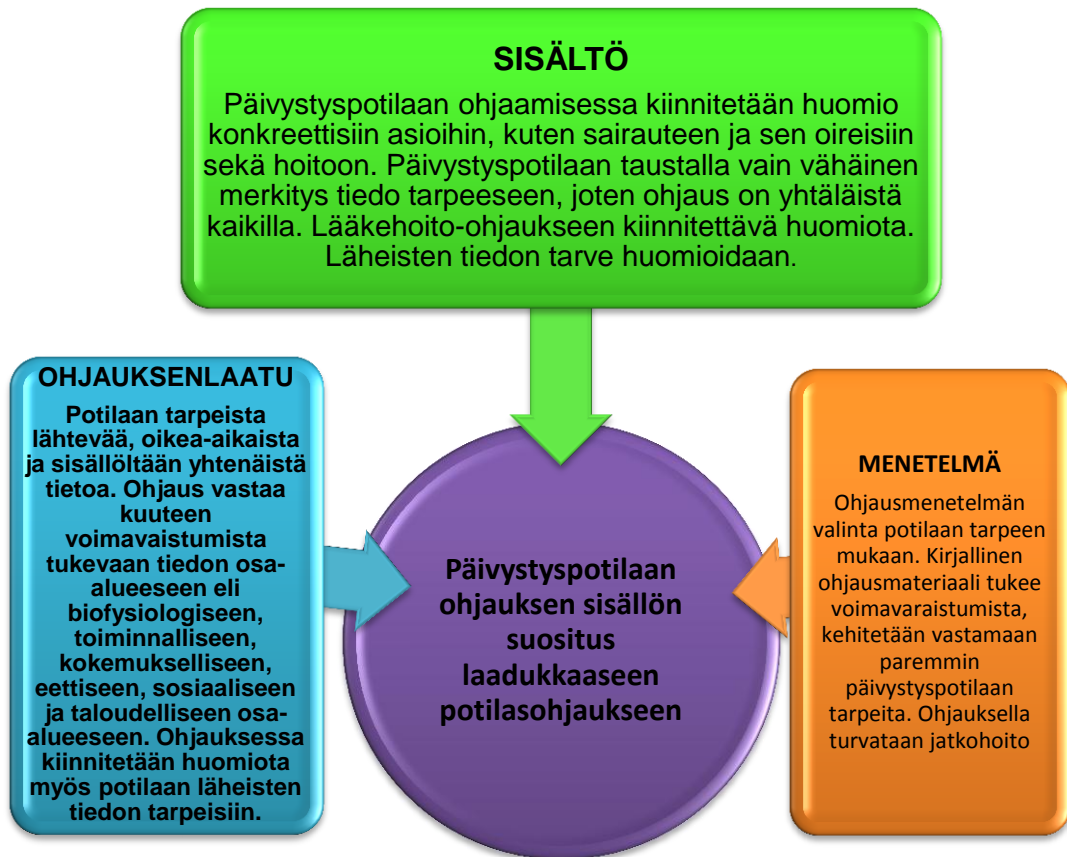 SISÄLTÖ
Päivystyspotilaan ohjaamisessa kiinnitetään huomio
konkreettisiin asioihin, kuten sairauteen ja sen oireisiin
sekä hoitoon. Päivystyspotilaan taustalla vain vähäinen
merkitys tiedo tarpeeseen, joten ohjaus on yhtäläistä
kaikilla. Lääkehoito-ohjaukseen kiinnitettävä huomiota.
Läheisten tiedon tarve huomioidaan.
OHJAUKSENLAATU
Potilaan tarpeista
lähtevää, oikea-aikaista
ja sisällöltään yhtenäistä
tietoa. Ohjaus vastaa
kuuteen
voimavaistumista
tukevaan tiedon osa-
alueeseen eli
biofysiologiseen,
toiminnalliseen,
kokemukselliseen,
eettiseen, sosiaaliseen
ja taloudelliseen osa-
alueeseen. Ohjauksessa
kiinnitetään huomiota
myös potilaan läheisten
tiedon tarpeisiin.
Päivystyspotilaan
ohjauksen sisällön
suositus
laadukkaaseen
potilasohjaukseen
MENETELMÄ
Ohjausmenetelmän
valinta potilaan tarpeen
mukaan. Kirjallinen
ohjausmateriaali tukee
voimavaraistumista,
kehitetään vastamaan
paremmin
päivystyspotilaan
tarpeita. Ohjauksella
turvataan jatkohoito